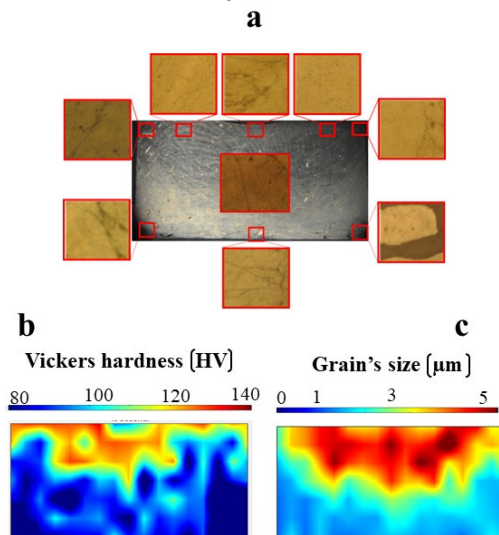 a
b
c
Vickers hardness (HV)
Grain's size (μm)
80 100 120 140
0 1 3 5